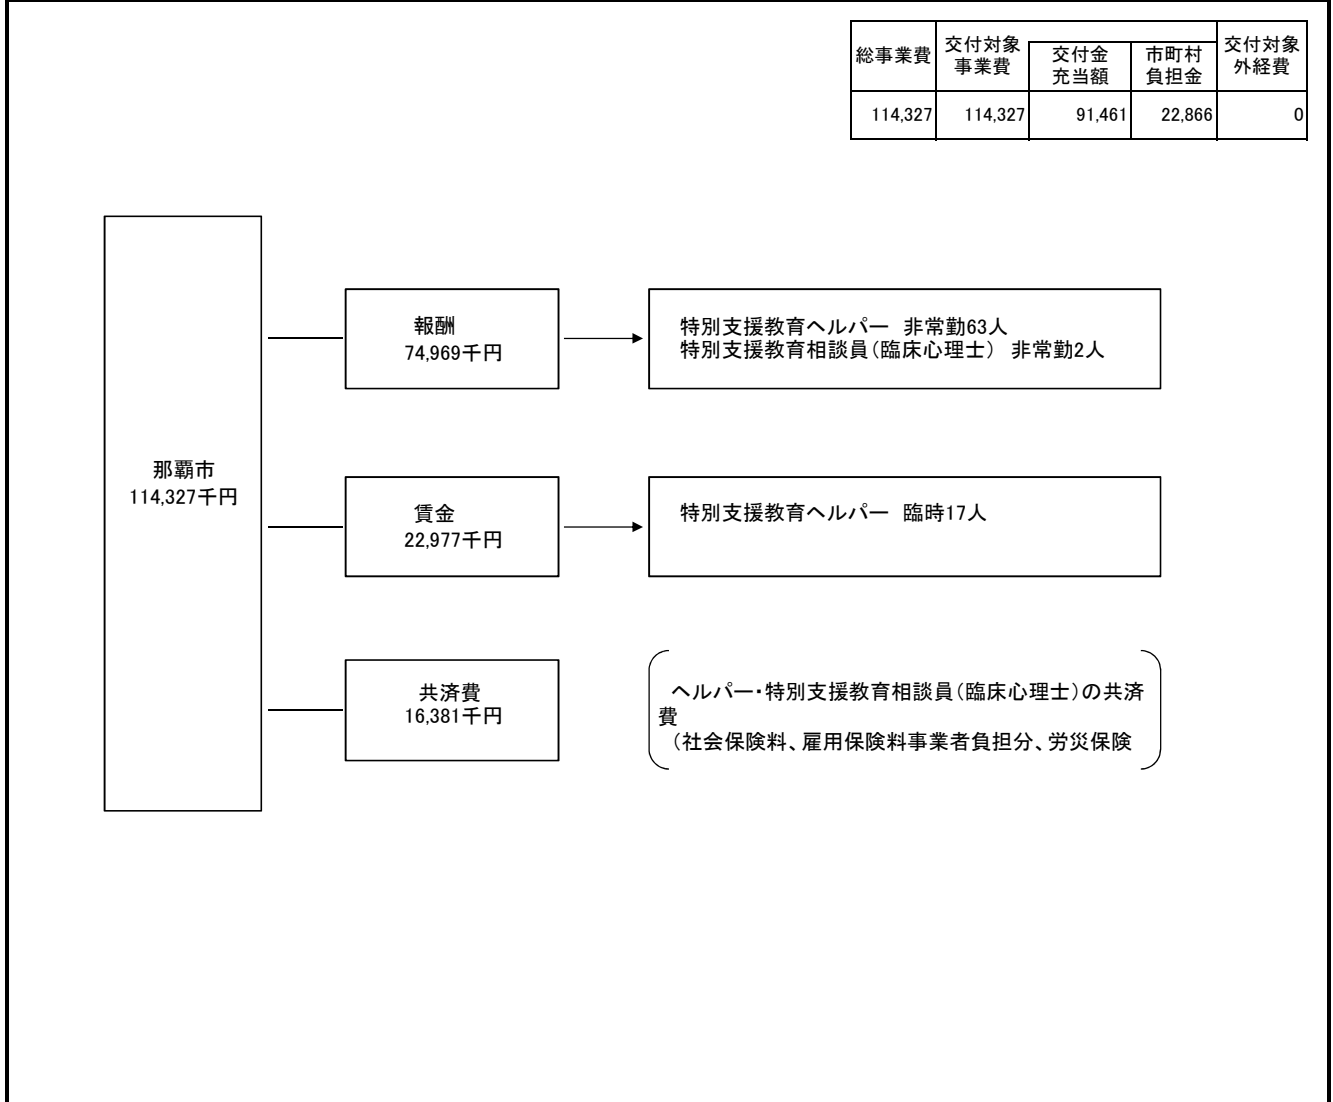 総事業費
交付対象
事業費
交付金
充当額
市町村
負担金
交付対象
外経費
114,327 114,327 91,461 22,866 0
那覇市
114,327千円
報酬
74,969千円
特別支援教育ヘルパー 非常勤63人
特別支援教育相談員(臨床心理士) 非常勤2人
賃金
22,977千円
特別支援教育ヘルパー 臨時17人
共済費
16,381千円
ヘルパー・特別支援教育相談員(臨床心理士)の共済
費
(社会保険料、雇用保険料事業者負担分、労災保険